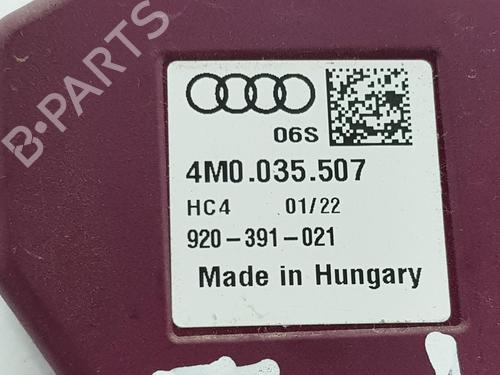 B-PARTS
06S
4M0.035.507
HC4 01/22
920-391-021
Made in Hungary